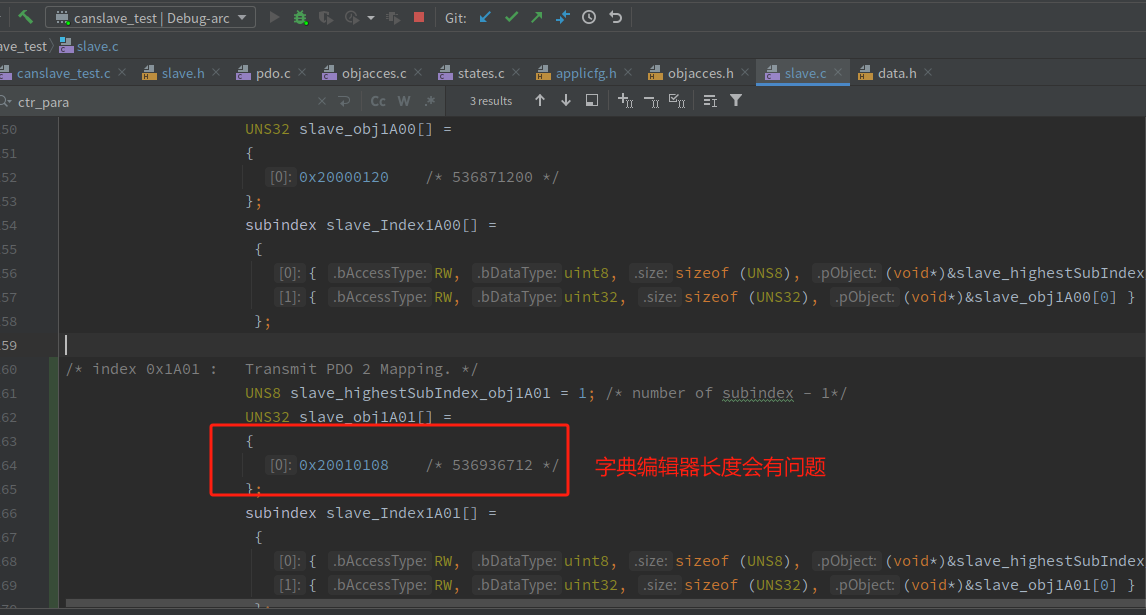 canslave_test | Debug-arc Git:
ave_test slave.c
canslave_test.c slave.h pdo.c objacces.c states.c applicfg.h objacces.h slave.c data.h
ctr_para Cc W .* 3 results
50 UNS32 slave_obj1A00[] =
51 {
52 [0]: 0x20000120 /* 536871200 */
53 };
54 subindex slave_Index1A00[] =
55 {
56 [0]: { .bAccessType: RW, .bDataType: uint8, .size: sizeof (UNS8), .pObject: (void*)&slave_highestSubIndex
57 [1]: { .bAccessType: RW, .bDataType: uint32, .size: sizeof (UNS32), .pObject: (void*)&slave_obj1A00[0] }
58 };
59
60 /* index 0x1A01 : Transmit PDO 2 Mapping. */
61 UNS8 slave_highestSubIndex_obj1A01 = 1; /* number of subindex - 1*/
62 UNS32 slave_obj1A01[] =
63 {
64 [0]: 0x20010108 /* 536936712 */
字典编辑器长度会有问题
65 };
66 subindex slave_Index1A01[] =
67 {
68 [0]: { .bAccessType: RW, .bDataType: uint8, .size: sizeof (UNS8), .pObject: (void*)&slave_highestSubIndex
69 [1]: { .bAccessType: RW, .bDataType: uint32, .size: sizeof (UNS32), .pObject: (void*)&slave_obj1A01[0] }